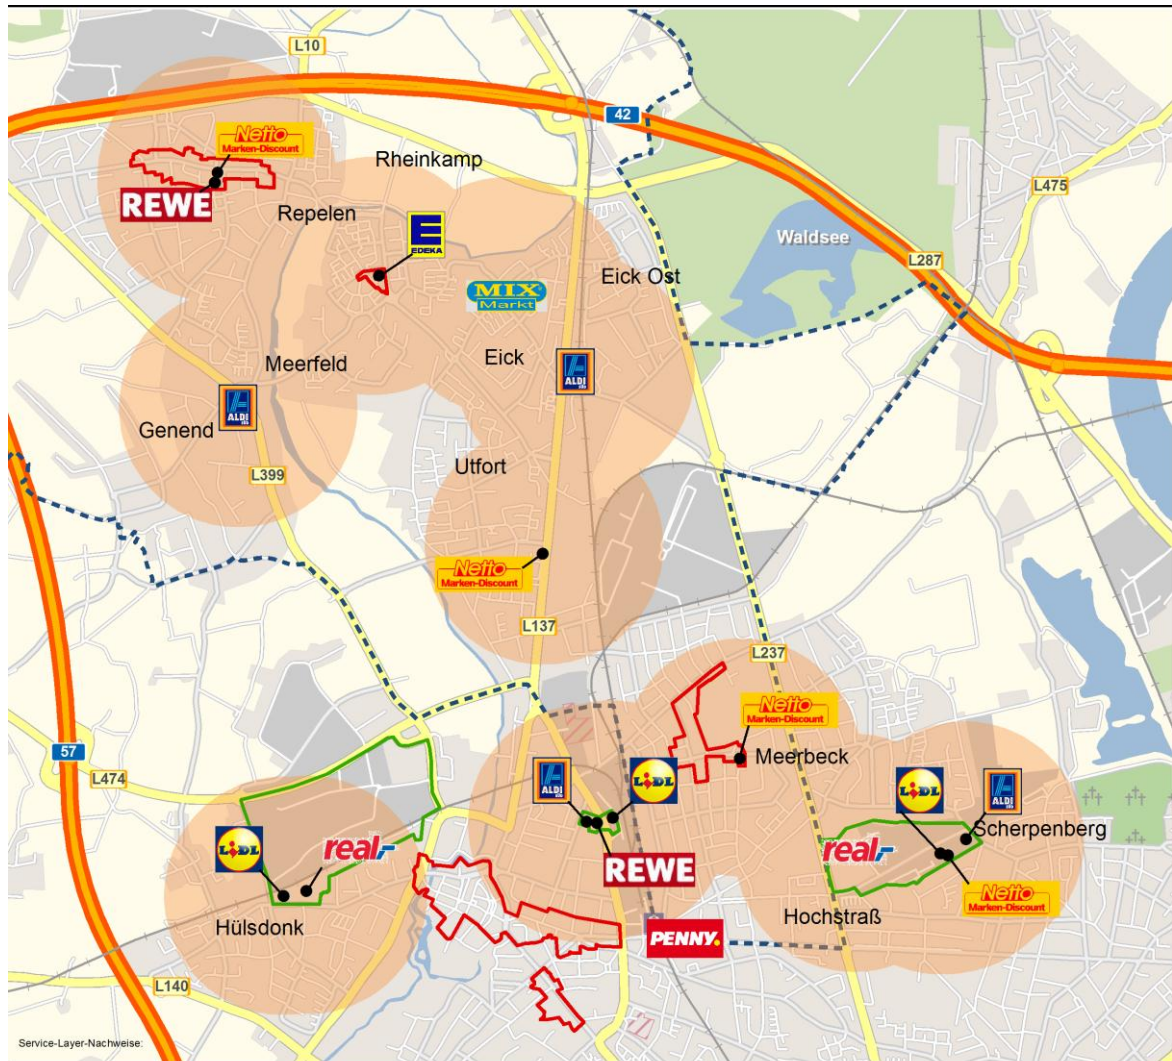 L10
42
Netto
Marken-Discount
Rheinkamp
REWE
Repelen
E
EDEKA
L475
Waldsee
L287
Eick Ost
MIX
Markt
Eick
ALDI
Meerfeld
ALDI
Genend
Utfort
L399
Netto
Marken-Discount
L137
L237
Netto
Marken-Discount
57
Meerbeck
L474
ALDI
LIDL
LIDL
ALDI
Scherpenberg
LIDL
real,-
REWE
real,-
Netto
Marken-Discount
Hülsdonk
Hochstraß
PENNY.
L140
Service-Layer-Nachweise: